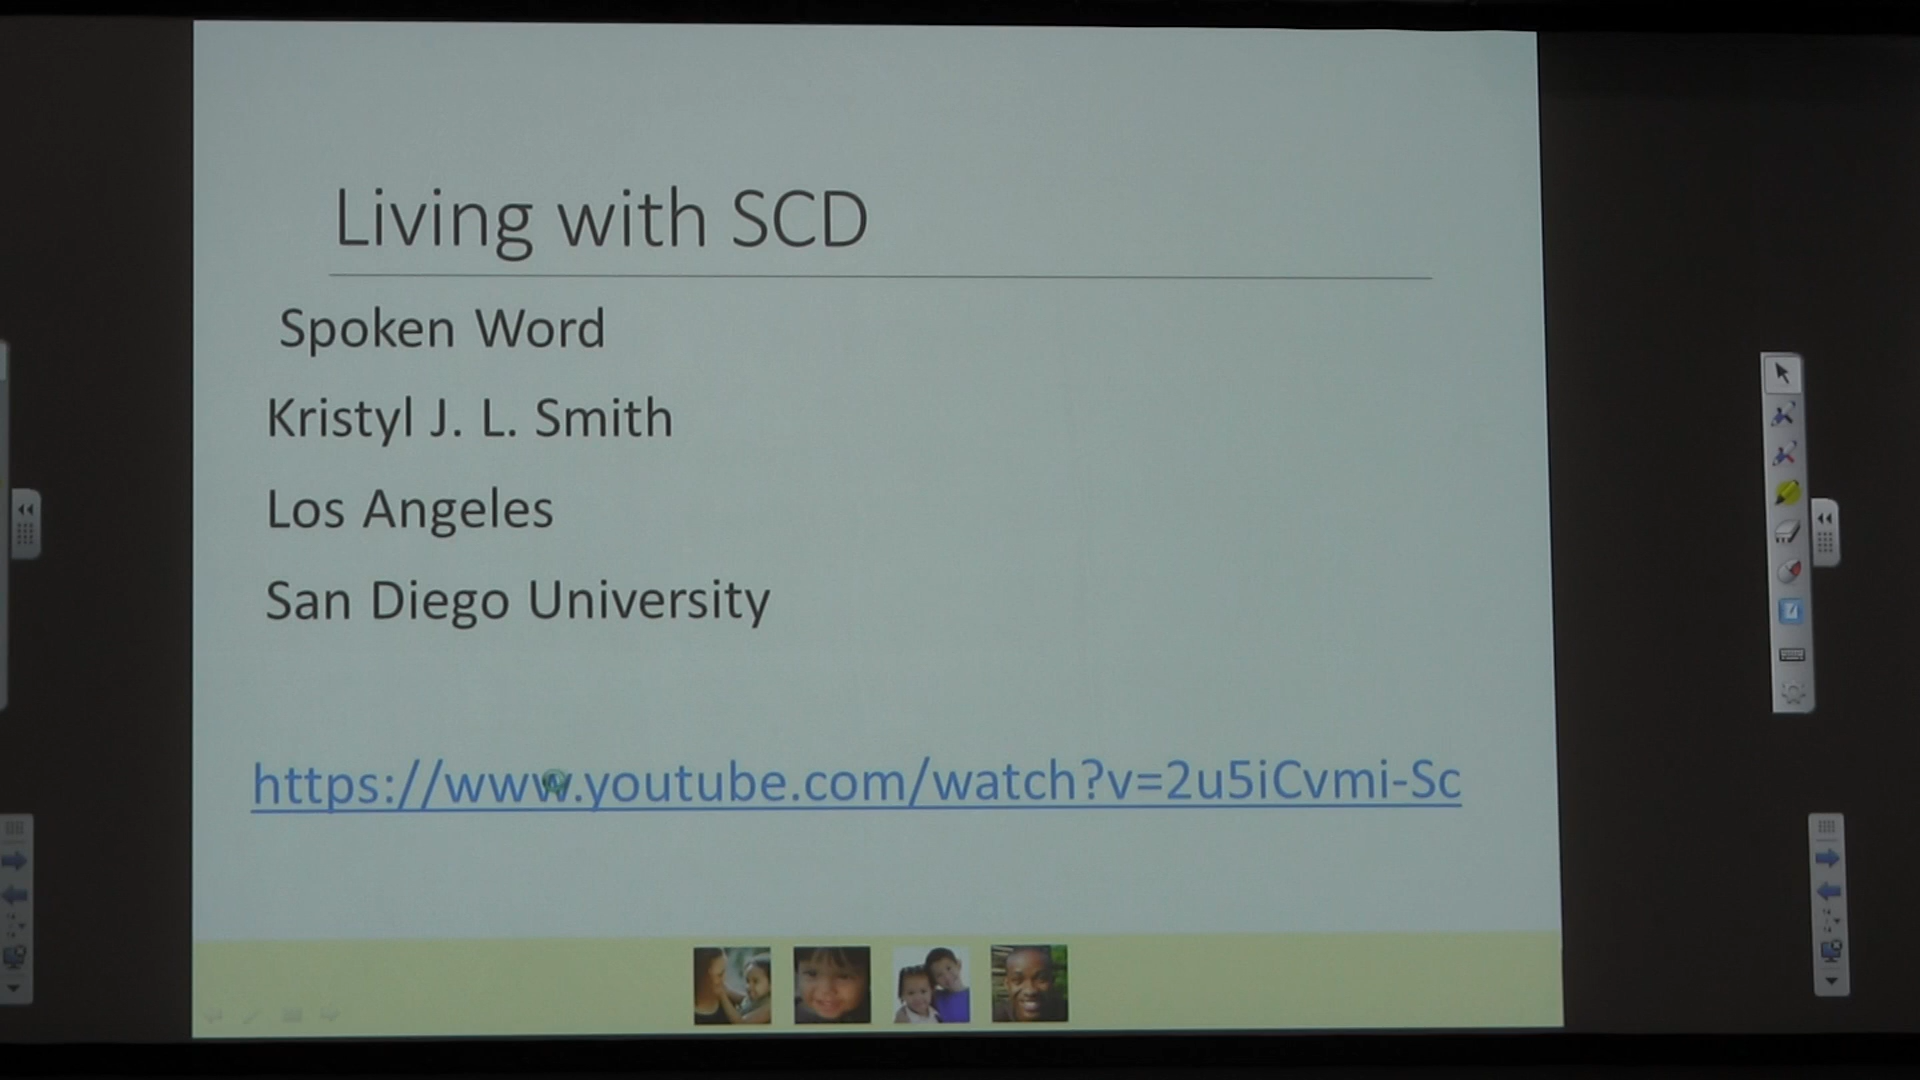 Living with SCD
Spoken Word
Kristyl J. L. Smith
Los Angeles
San Diego University
https://www.youtube.com/watch?v=2u5iCvmi-Sc